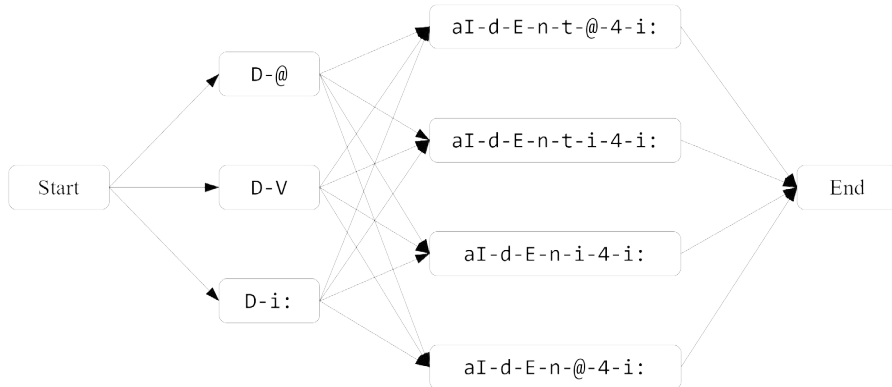 Start
D-@
D-V
D-i:
aI-d-E-n-t-@-4-i:
aI-d-E-n-t-i-4-i:
aI-d-E-n-i-4-i:
aI-d-E-n-@-4-i:
End